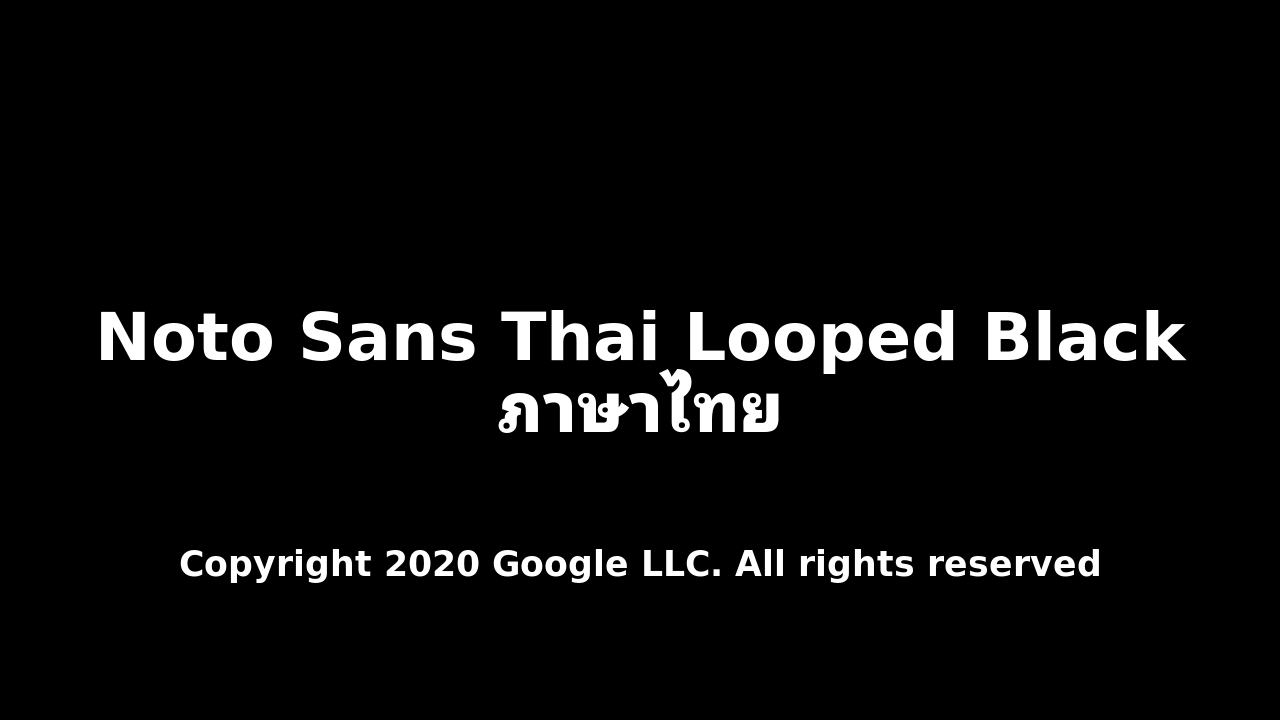 Noto Sans Thai Looped Black
ภาษาไทย
Copyright 2020 Google LLC. All rights reserved